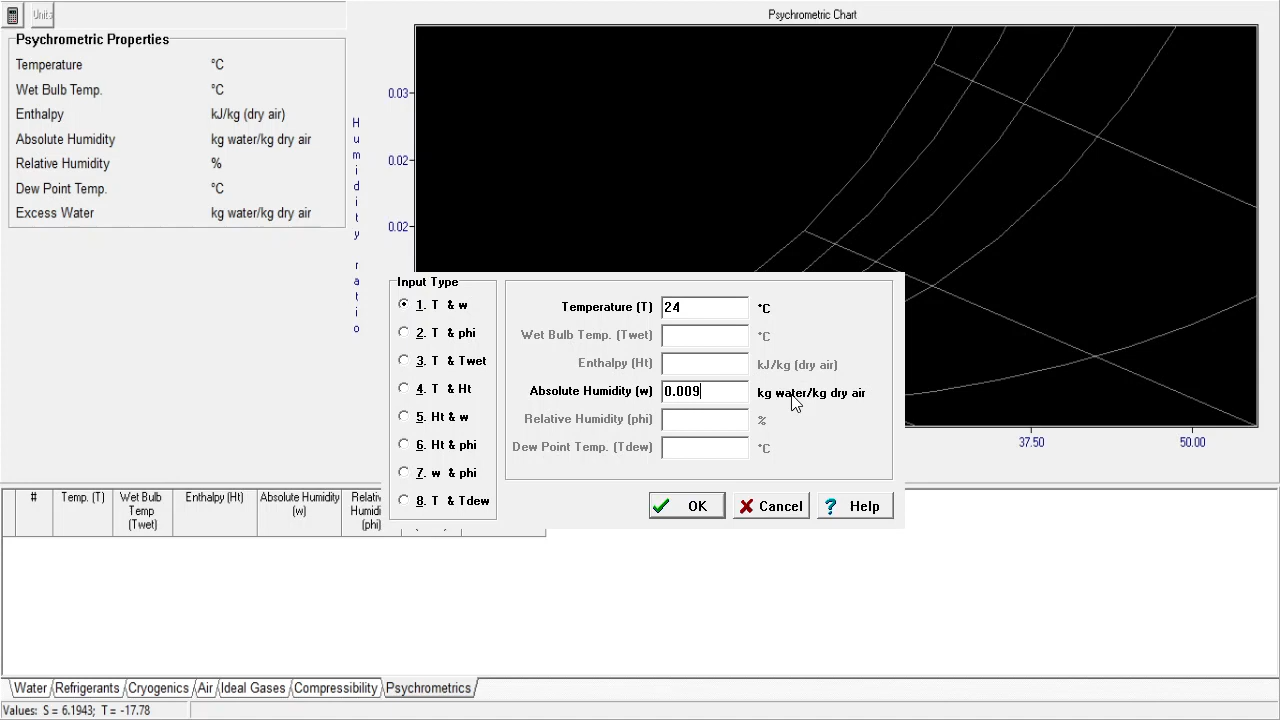 Units
Psychrometric Chart
Psychrometric Properties
Temperature °C
Wet Bulb Temp. °C
Enthalpy kJ/kg (dry air)
Absolute Humidity kg water/kg dry air
Relative Humidity %
Dew Point Temp. °C
Excess Water kg water/kg dry air
Humidity ratio
0.03
0.02
0.02
37.50 50.00
Input Type
1. T & w
2. T & phi
3. T & Twet
4. T & Ht
5. Ht & w
6. Ht & phi
7. w & phi
8. T & Tdew
Temperature (T) 24 °C
Wet Bulb Temp. (Twet) °C
Enthalpy (Ht) kJ/kg (dry air)
Absolute Humidity (w) 0.009 kg water/kg dry air
Relative Humidity (phi) %
Dew Point Temp. (Tdew) °C
OK Cancel ? Help
# Temp. (T) Wet Bulb Temp (Twet) Enthalpy (Ht) Absolute Humidity (w) (phi)
Water Refrigerants Cryogenics Air Ideal Gases Compressibility Psychrometrics
Values: S = 6.1943; T = -17.78